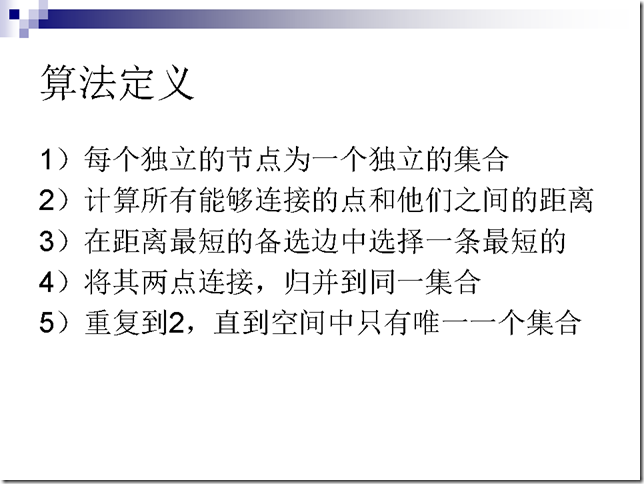 算法定义
1）每个独立的节点为一个独立的集合
2）计算所有能够连接的点和他们之间的距离
3）在距离最短的备选边中选择一条最短的
4）将其两点连接，归并到同一集合
5）重复到2，直到空间中只有唯一一个集合